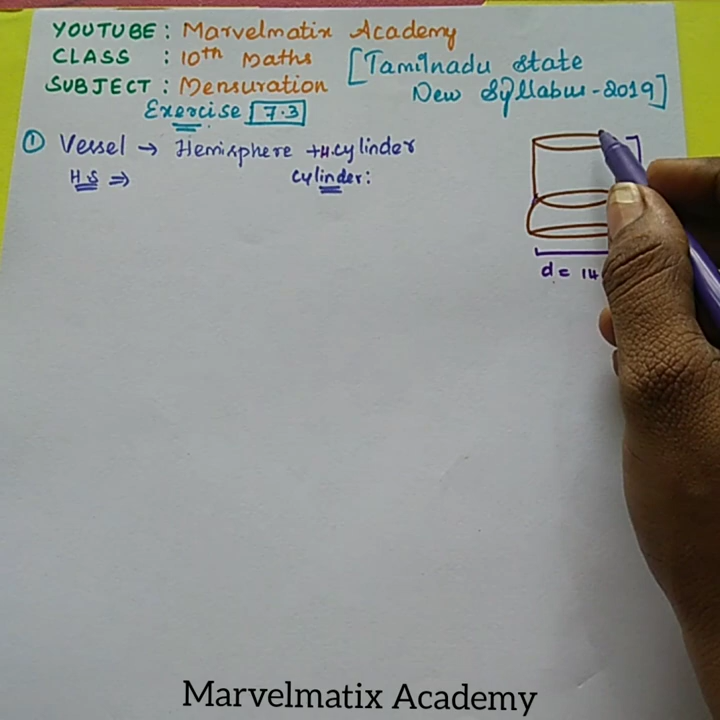 YOUTUBE: Marvelmatix Academy
CLASS : 10th Maths
SUBJECT: Mensuration
[Tamilnadu State
New Syllabus-2019]
Exercise 7.3
① Vessel → Hemisphere + H.cylinder
H.S ⇒
Cylinder:
d = 14
Marvelmatix Academy